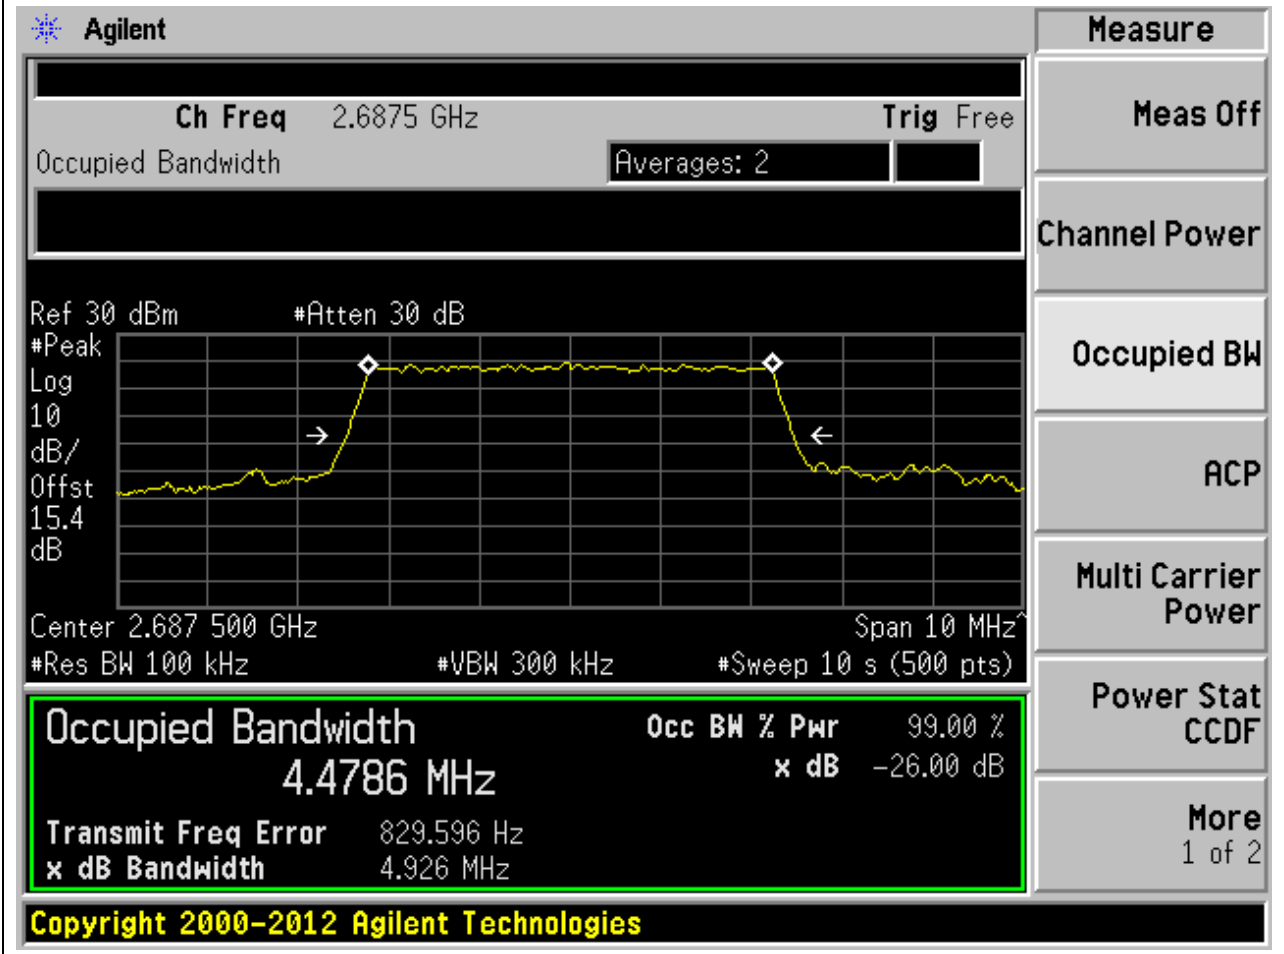 Agilent
Measure
Ch Freq 2.6875 GHz Trig Free
Meas Off
Occupied Bandwidth Averages: 2
Channel Power
Ref 30 dBm #Atten 30 dB
#Peak
Log
10
dB/
Offst
15.4
dB
Occupied BW
ACP
Center 2.687 500 GHz Span 10 MHz^
#Res BW 100 kHz #VBW 300 kHz #Sweep 10 s (500 pts)
Multi Carrier
Power
Occupied Bandwidth Occ BW % Pwr 99.00 %
4.4786 MHz x dB -26.00 dB
Transmit Freq Error 829.596 Hz
x dB Bandwidth 4.926 MHz
Power Stat
CCDF
More
1 of 2
Copyright 2000-2012 Agilent Technologies